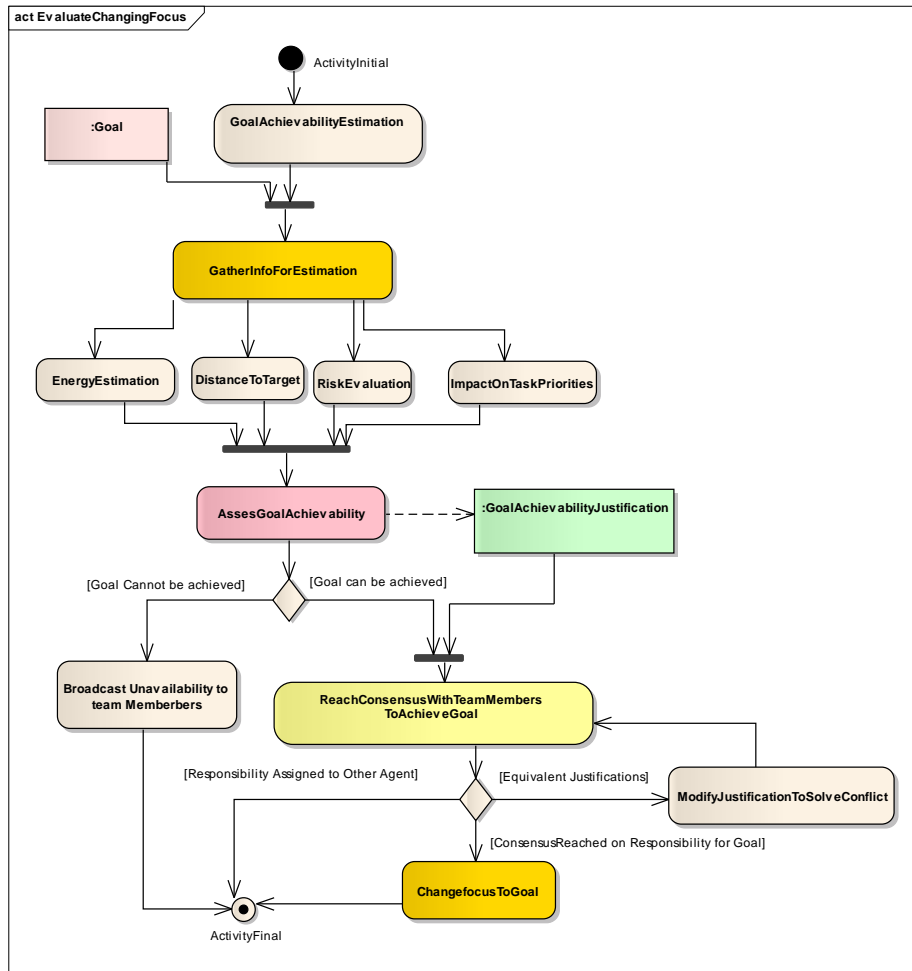 act EvaluateChangingFocus
ActivityInitial
GoalAchievabilityEstimation
:Goal
GatherInfoForEstimation
EnergyEstimation
DistanceToTarget
RiskEvaluation
ImpactOnTaskPriorities
AssesGoalAchievability
:GoalAchievabilityJustification
[Goal Cannot be achieved]
[Goal can be achieved]
Broadcast Unavailability to
team Memberbers
ReachConsensusWithTeamMembers
ToAchieveGoal
[Responsibility Assigned to Other Agent]
[Equivalent Justifications]
ModifyJustificationToSolveConflict
[ConsensusReached on Responsibility for Goal]
ChangefocusToGoal
ActivityFinal